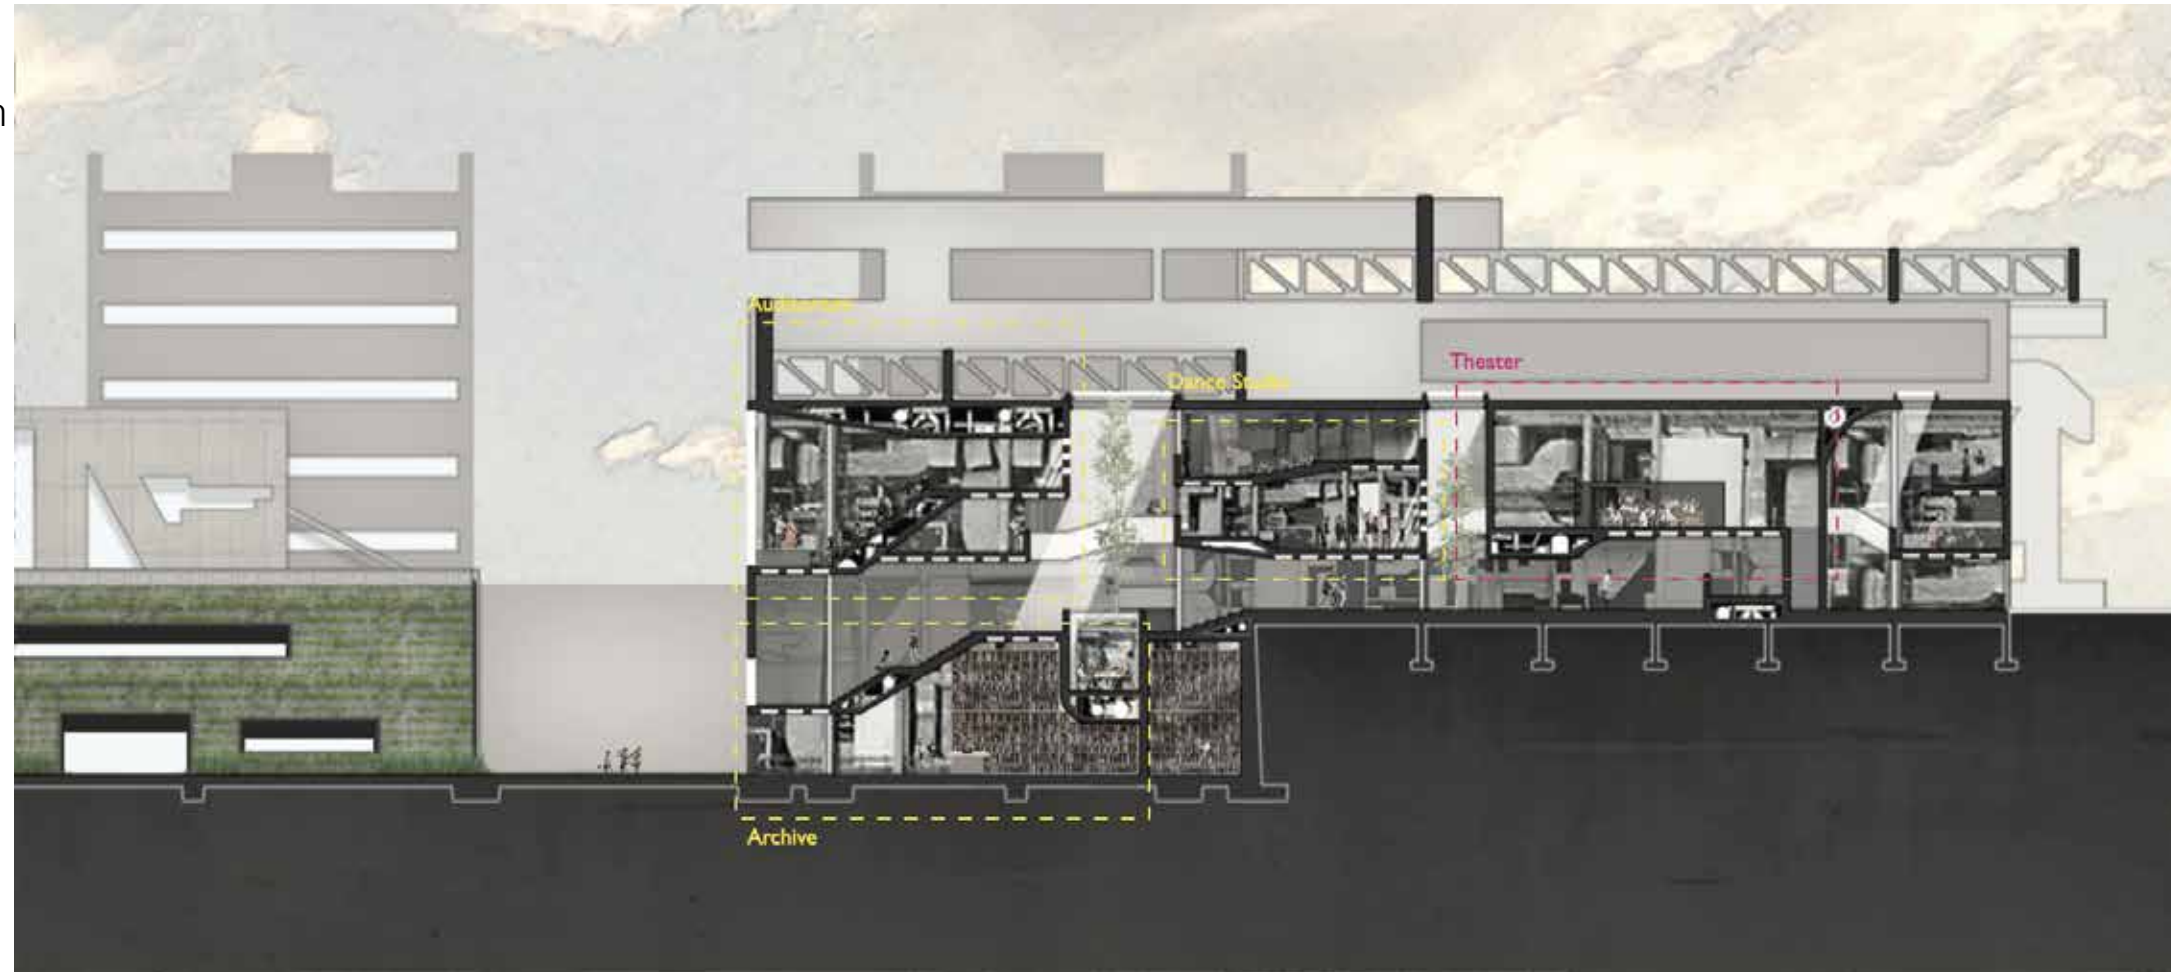 n
Auditorium
Theater
Dance Studio
Archive